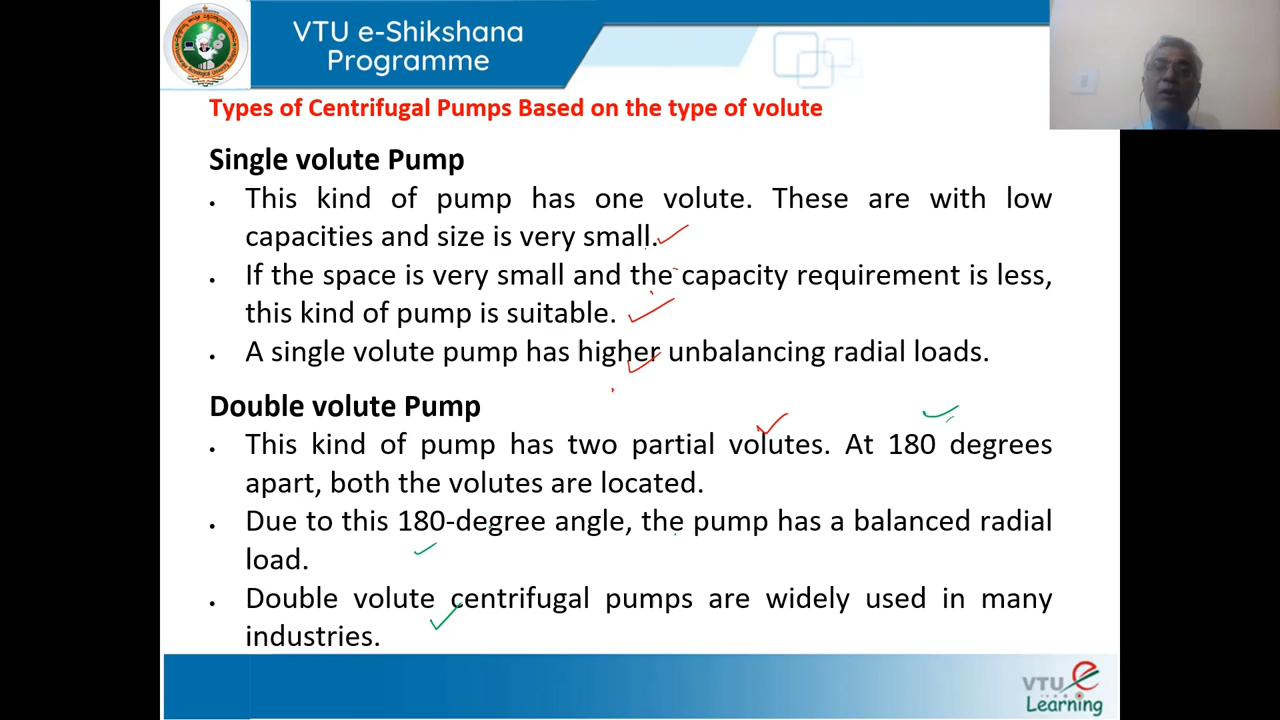 VTU e-Shikshana
Programme
Types of Centrifugal Pumps Based on the type of volute
Single volute Pump
• This kind of pump has one volute. These are with low
capacities and size is very small.
• If the space is very small and the capacity requirement is less,
this kind of pump is suitable.
• A single volute pump has higher unbalancing radial loads.
Double volute Pump
• This kind of pump has two partial volutes. At 180 degrees
apart, both the volutes are located.
• Due to this 180-degree angle, the pump has a balanced radial
load.
• Double volute centrifugal pumps are widely used in many
industries.
VTU e
Learning